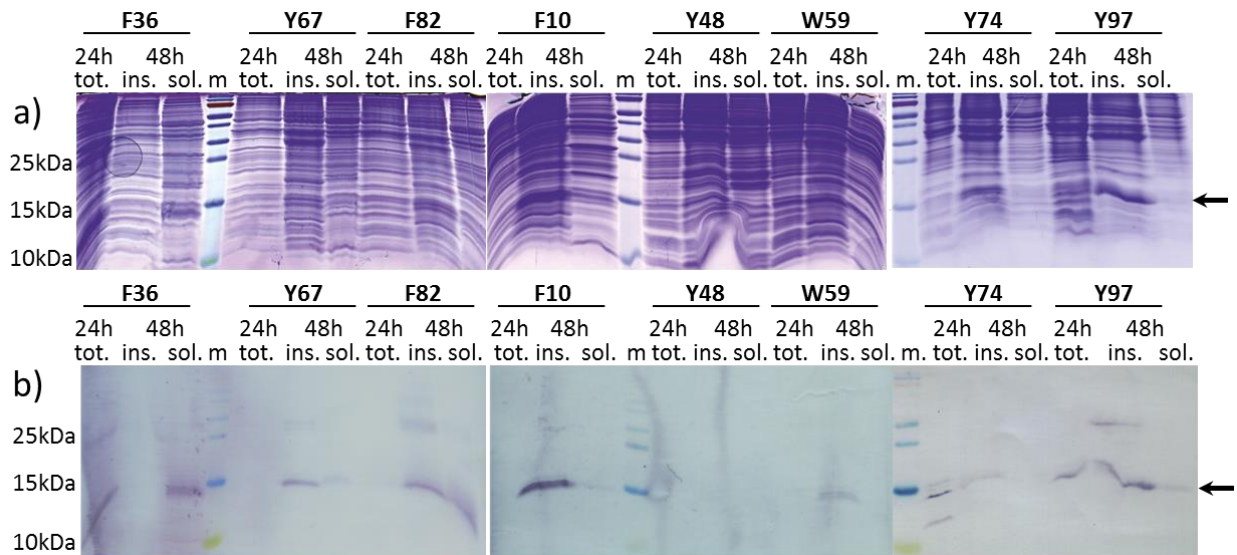 F36 Y67 F82 F10 Y48 W59 Y74 Y97
24h 48h 24h 48h 24h 48h 24h 48h 24h 48h 24h 48h 24h 48h 24h 48h
tot. ins. sol. m tot. ins. sol. tot. ins. sol. tot. ins. sol. m tot. ins. sol. tot. ins. sol. m. tot. ins. sol. tot. ins. sol.
a)
25kDa
15kDa
10kDa
F36 Y67 F82 F10 Y48 W59 Y74 Y97
24h 48h 24h 48h 24h 48h 24h 48h 24h 48h 24h 48h 24h 48h 24h 48h
tot. ins. sol. m tot. ins. sol. tot. ins. sol. tot. ins. sol. m tot. ins. sol. tot. ins. sol. m. tot. ins. sol. tot. ins. sol.
b)
25kDa
15kDa
10kDa